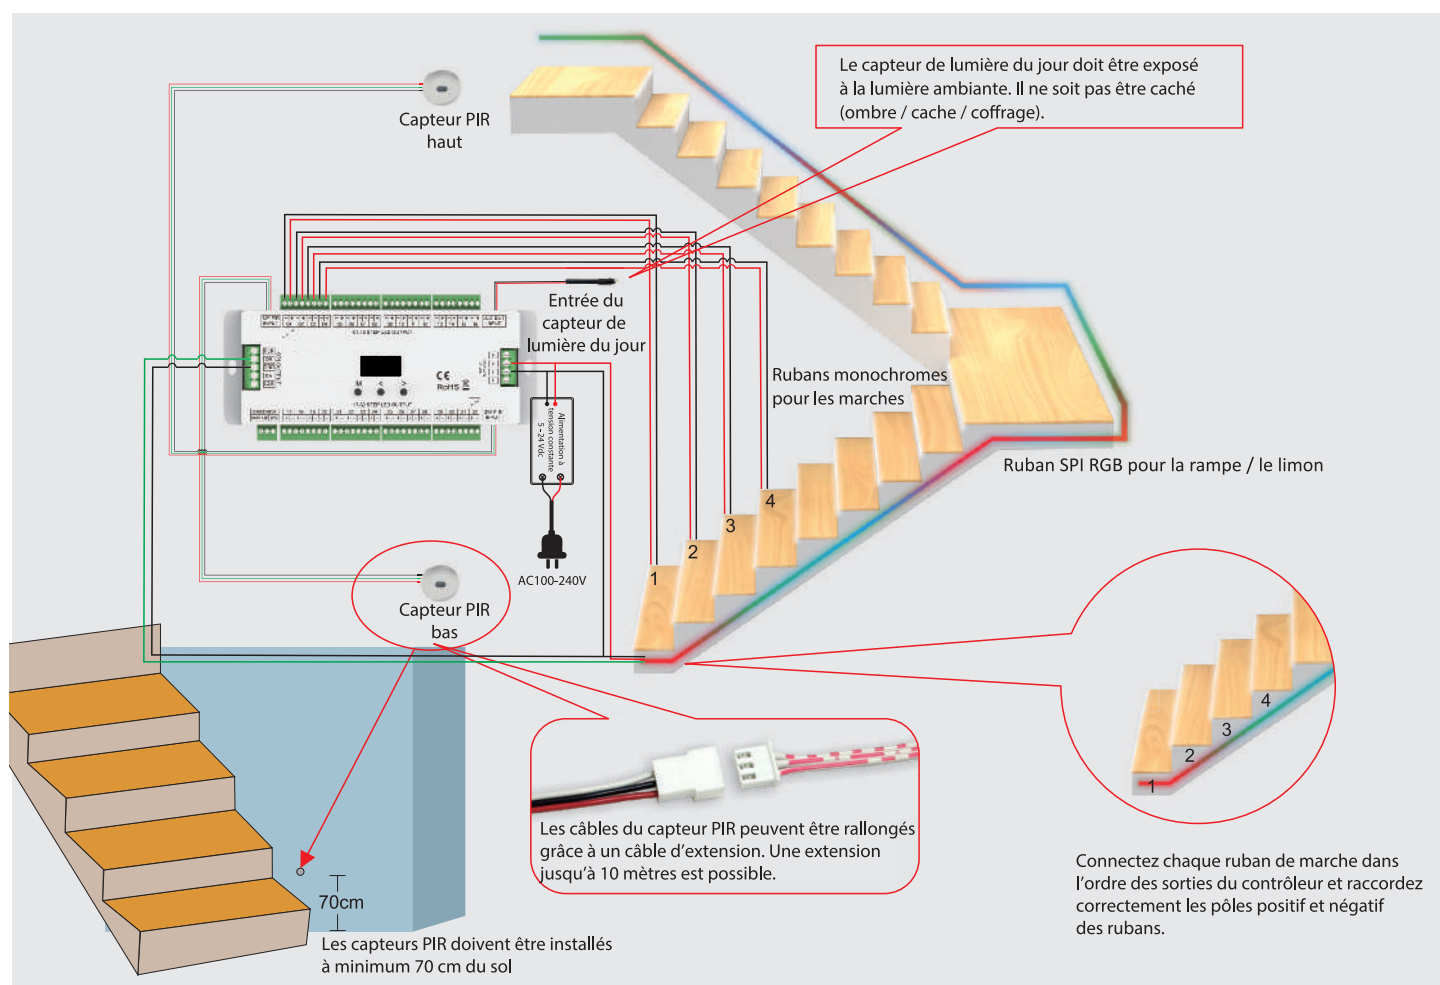 Le capteur de lumière du jour doit être exposé
à la lumière ambiante. Il ne soit pas être caché
(ombre / cache / coffrage).
Capteur PIR
haut
Entrée du
capteur de
lumière du jour
M < >
CE
RoHS
Rubans monochromes
pour les marches
Alimentation à
tension constante
5 - 24 Vdc
AC100-240V
Ruban SPI RGB pour la rampe / le limon
1
2
3
4
Capteur PIR
bas
Les câbles du capteur PIR peuvent être rallongés
grâce à un câble d'extension. Une extension
jusqu'à 10 mètres est possible.
1
2
3
4
Connectez chaque ruban de marche dans
l'ordre des sorties du contrôleur et raccordez
correctement les pôles positif et négatif
des rubans.
70cm
Les capteurs PIR doivent être installés
à minimum 70 cm du sol